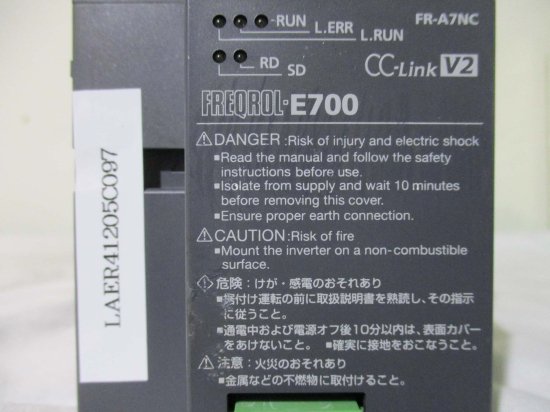 RUN
FR-A7NC
L.ERR
L.RUN
RD
SD
CC-Link V2
FREQROL-E700
DANGER :Risk of injury and electric shock
■Read the manual and follow the safety
instructions before use.
■Isolate from supply and wait 10 minutes
before removing this cover.
■Ensure proper earth connection.
CAUTION :Risk of fire
■Mount the inverter on a non-combustible
surface.
危険：けが・感電のおそれあり
■据付け運転の前に取扱説明書を熟読し、その指示
に従うこと。
■通電中および電源オフ後10分以内は、表面カバー
をあけないこと。 ■確実に接地をおこなうこと。
注意：火災のおそれあり
■金属などの不燃物に取付けること。
LAER41205C097